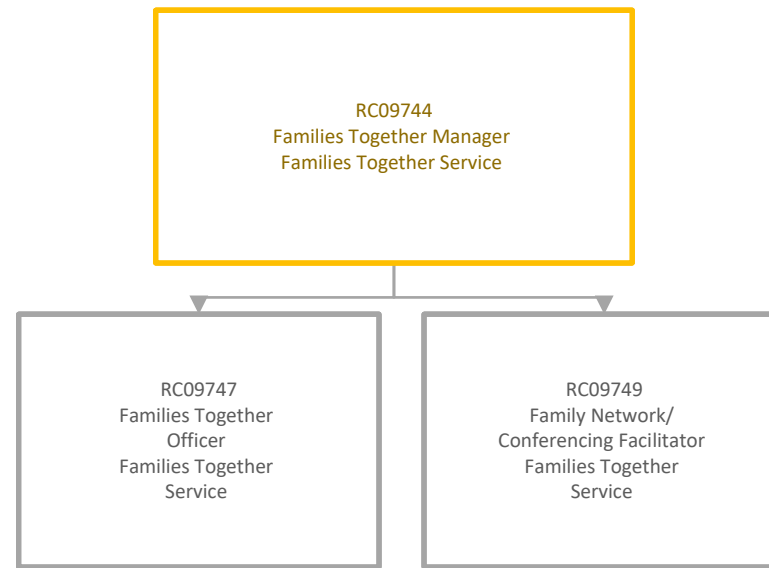 RC09744
Families Together Manager
Families Together Service
RC09747
Families Together
Officer
Families Together
Service
RC09749
Family Network/
Conferencing Facilitator
Families Together
Service